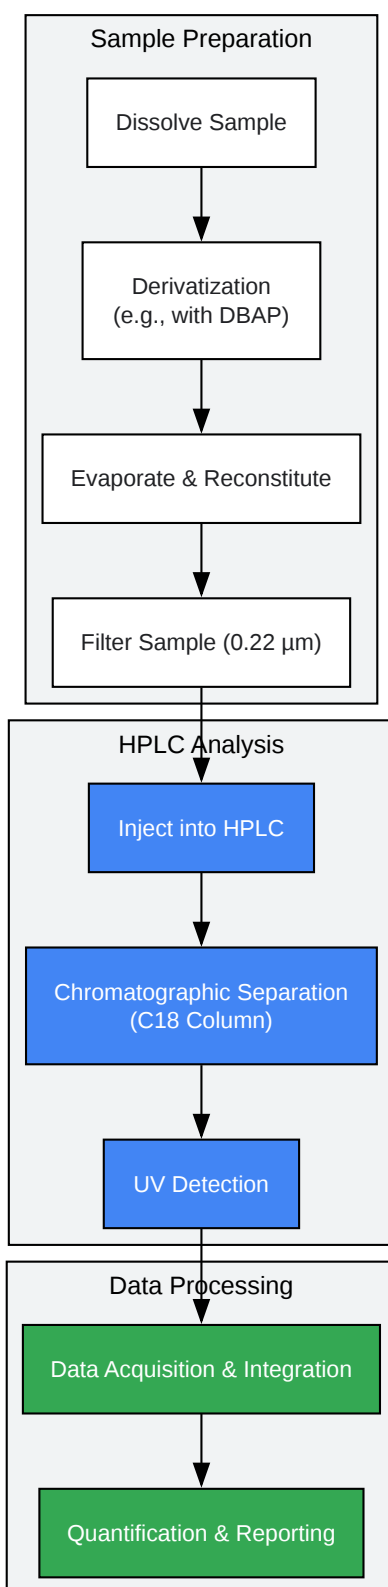 Sample Preparation
Dissolve Sample
Derivatization
(e.g., with DBAP)
Evaporate & Reconstitute
Filter Sample (0.22 µm)
HPLC Analysis
Inject into HPLC
Chromatographic Separation
(C18 Column)
UV Detection
Data Processing
Data Acquisition & Integration
Quantification & Reporting